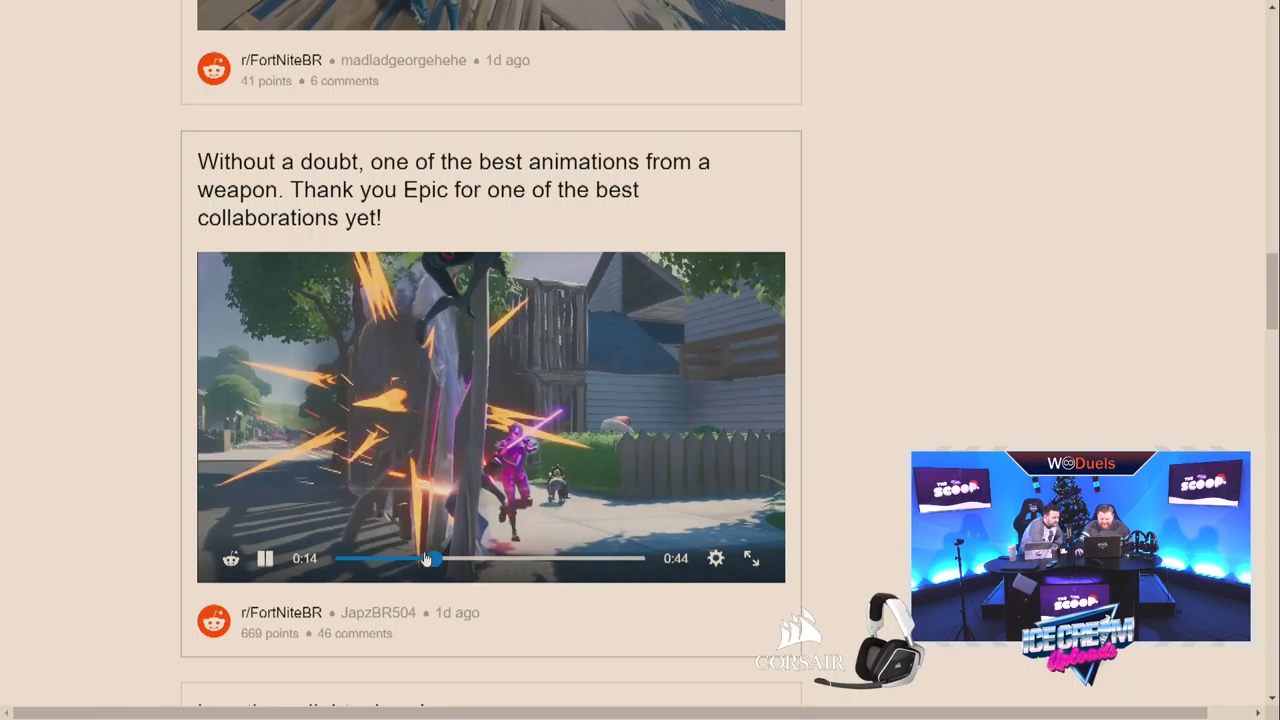 r/FortNiteBR • madladgeorgehehe • 1d ago
41 points • 6 comments
Without a doubt, one of the best animations from a
weapon. Thank you Epic for one of the best
collaborations yet!
0:14
0:44
r/FortNiteBR • JapzBR504 • 1d ago
669 points • 46 comments
W Duels
THE
SCOOP.
THE
SCOOP.
THE
SCOOP.
ICE CREAM
Uploads
CORSAIR